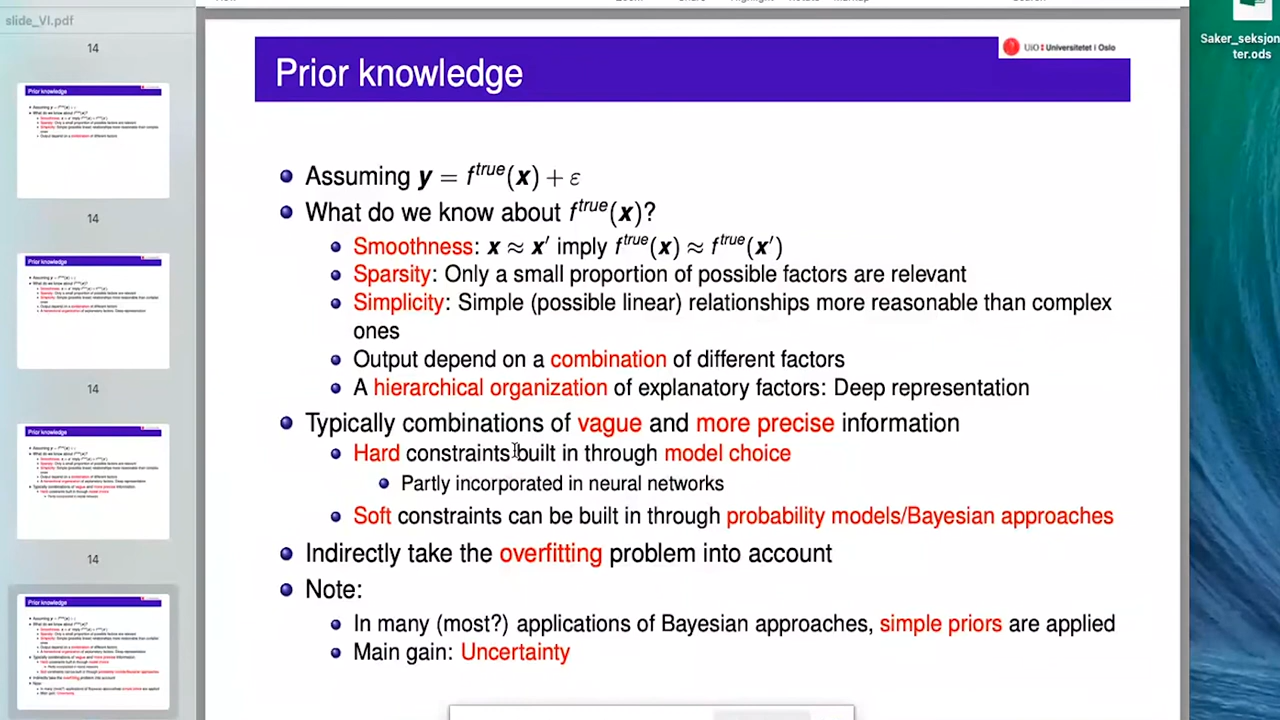 slide_VI.pdf
14
14
14
14
Saker_seksjon
ter.ods
UiO Universitetet i Oslo
Prior knowledge
Assuming y = f^true(x) + ε
What do we know about f^true(x)?
Smoothness: x ≈ x′ imply f^true(x) ≈ f^true(x′)
Sparsity: Only a small proportion of possible factors are relevant
Simplicity: Simple (possible linear) relationships more reasonable than complex
ones
Output depend on a combination of different factors
A hierarchical organization of explanatory factors: Deep representation
Typically combinations of vague and more precise information
Hard constraints built in through model choice
Partly incorporated in neural networks
Soft constraints can be built in through probability models/Bayesian approaches
Indirectly take the overfitting problem into account
Note:
In many (most?) applications of Bayesian approaches, simple priors are applied
Main gain: Uncertainty